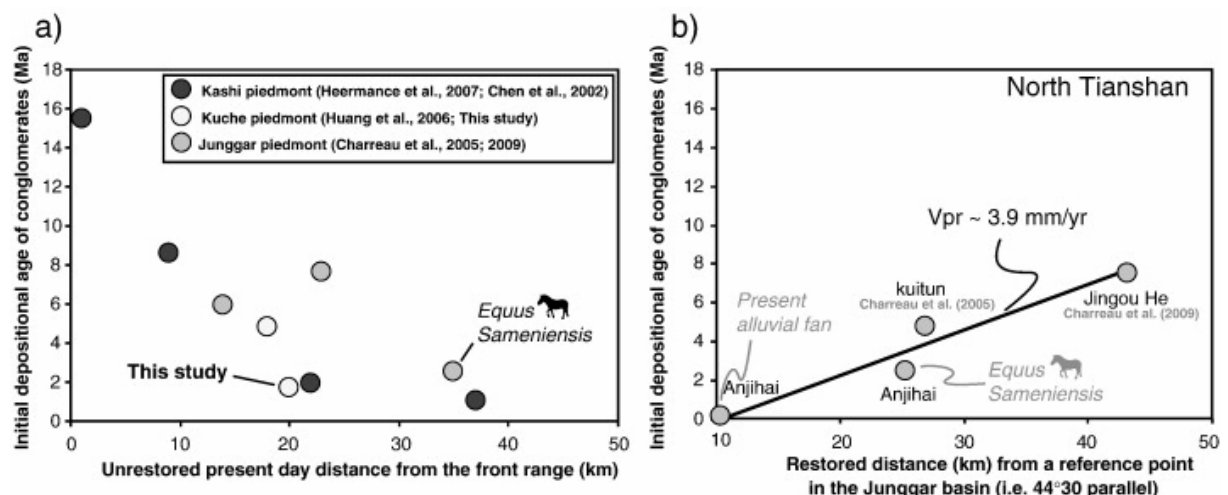 a)
Initial depositional age of conglomerates (Ma)
18
16
14
12
10
8
6
4
2
0
Kashi piedmont (Heermance et al., 2007; Chen et al., 2002)
Kuche piedmont (Huang et al., 2006; This study)
Junggar piedmont (Charreau et al., 2005; 2009)
Equus
Sameniensis
This study
0
10
20
30
40
50
Unrestored present day distance from the front range (km)
b)
Initial depositional age of conglomerates (Ma)
18
16
14
12
10
8
6
4
2
0
North Tianshan
Vpr ~ 3.9 mm/yr
kuitun
Charreau et al. (2005)
Jingou He
Charreau et al. (2009)
Present
alluvial fan
Anjihai
Anjihai
Equus
Sameniensis
10
20
30
40
50
Restored distance (km) from a reference point
in the Junggar basin (i.e. 44°30 parallel)